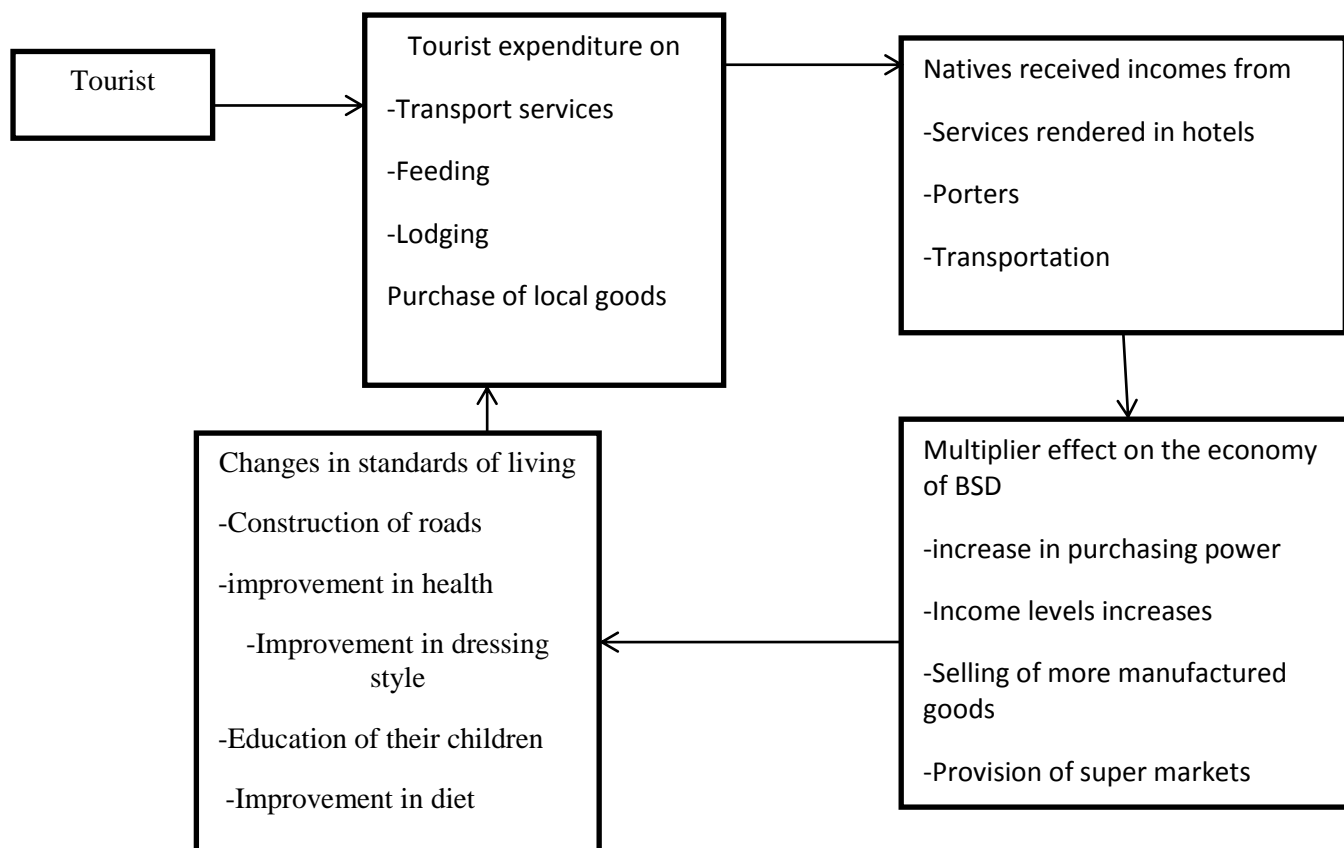 Tourist
Tourist expenditure on
-Transport services
-Feeding
-Lodging
Purchase of local goods
Natives received incomes from
-Services rendered in hotels
-Porters
-Transportation
Multiplier effect on the economy
of BSD
-increase in purchasing power
-Income levels increases
-Selling of more manufactured
goods
-Provision of super markets
Changes in standards of living
-Construction of roads
-improvement in health
-Improvement in dressing
style
-Education of their children
-Improvement in diet